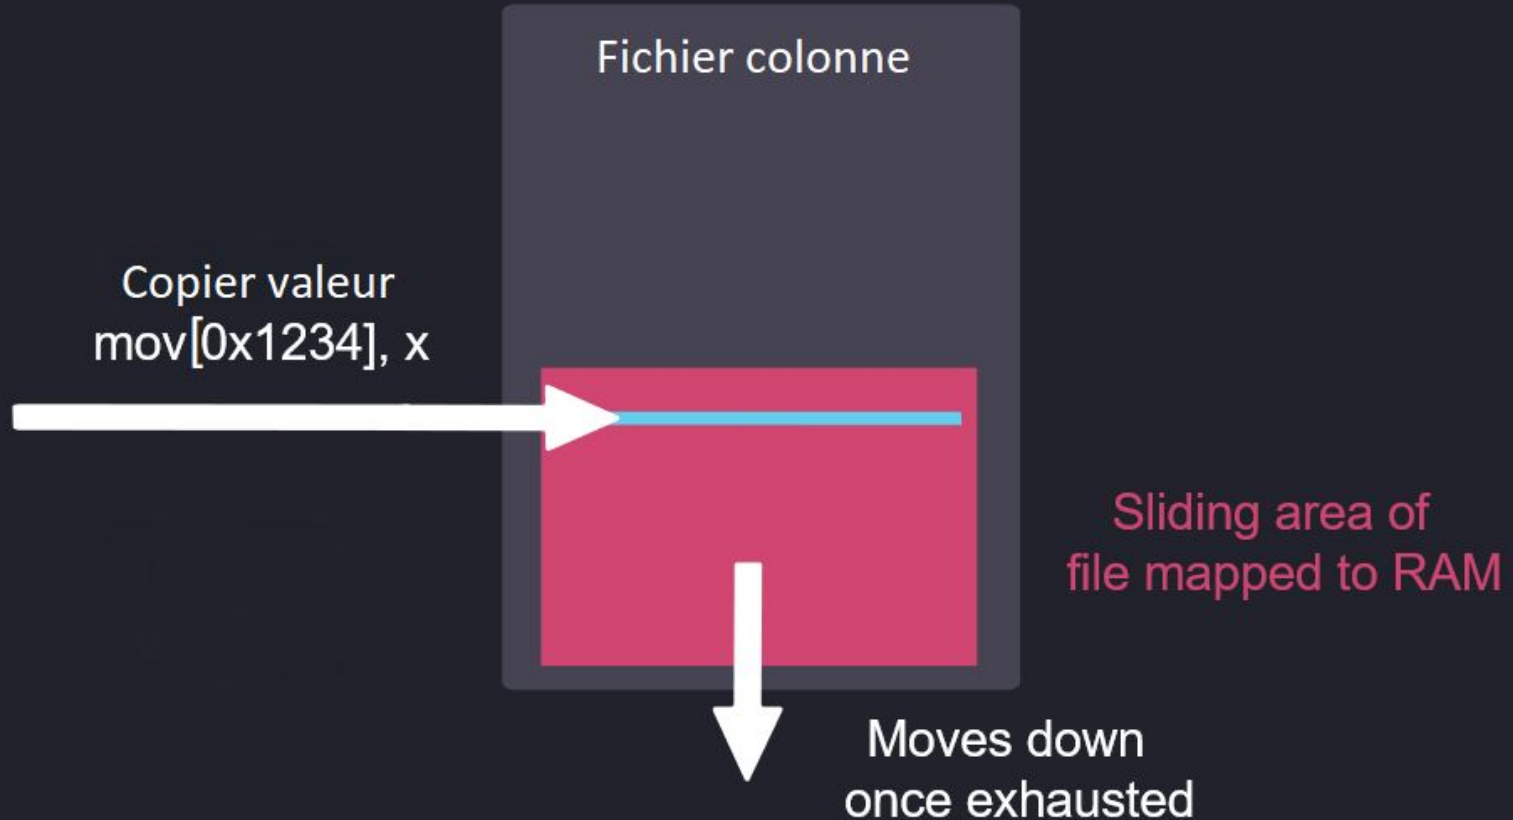 Fichier colonne
Copier valeur
mov[0x1234], x
Sliding area of
file mapped to RAM
Moves down
once exhausted